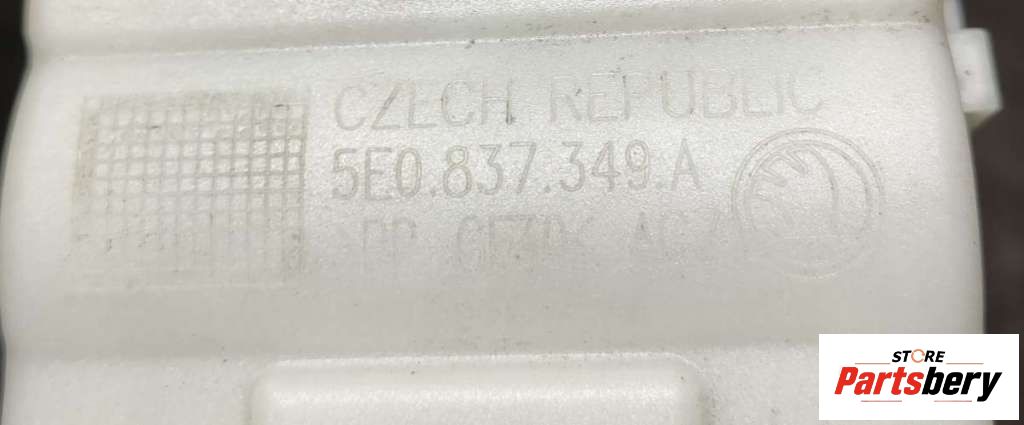 CZECH REPUBLIC
5E0.837.349.A
STORE
Partsbery